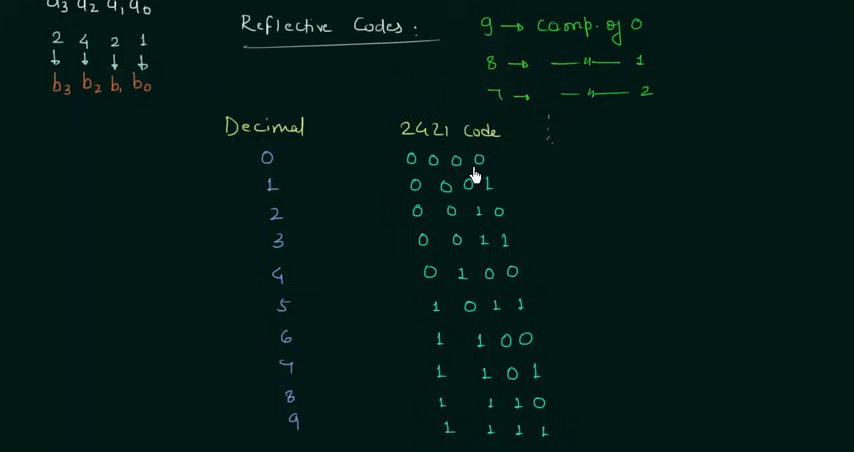 a3 a2 a1 a0
2 4 2 1
b3 b2 b1 b0
Reflective Codes :
9 → Comp. of 0
8 → —〃— 1
7 → —〃— 2
Decimal 2421 Code
0 0 0 0 0
1 0 0 0 1
2 0 0 1 0
3 0 0 1 1
4 0 1 0 0
5 1 0 1 1
6 1 1 0 0
7 1 1 0 1
8 1 1 1 0
9 1 1 1 1